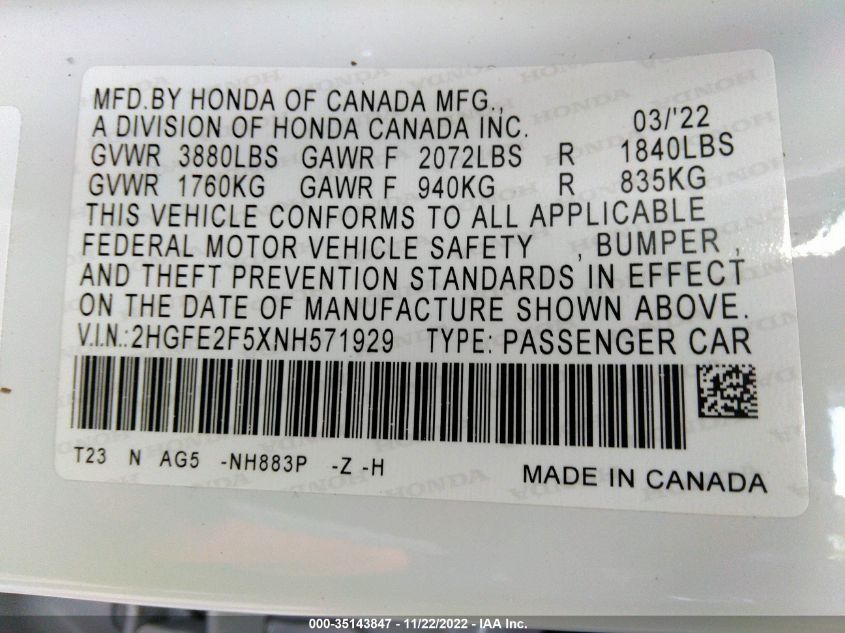 MFD.BY HONDA OF CANADA MFG.,
A DIVISION OF HONDA CANADA INC. 03/'22
GVWR 3880LBS GAWR F 2072LBS R 1840LBS
GVWR 1760KG GAWR F 940KG R 835KG
THIS VEHICLE CONFORMS TO ALL APPLICABLE
FEDERAL MOTOR VEHICLE SAFETY , BUMPER ,
AND THEFT PREVENTION STANDARDS IN EFFECT
ON THE DATE OF MANUFACTURE SHOWN ABOVE.
V.I.N.:2HGFE2F5XNH571929 TYPE: PASSENGER CAR
T23 N AG5 -NH883P -Z -H
MADE IN CANADA
000-35143847 - 11/22/2022 - IAA Inc.